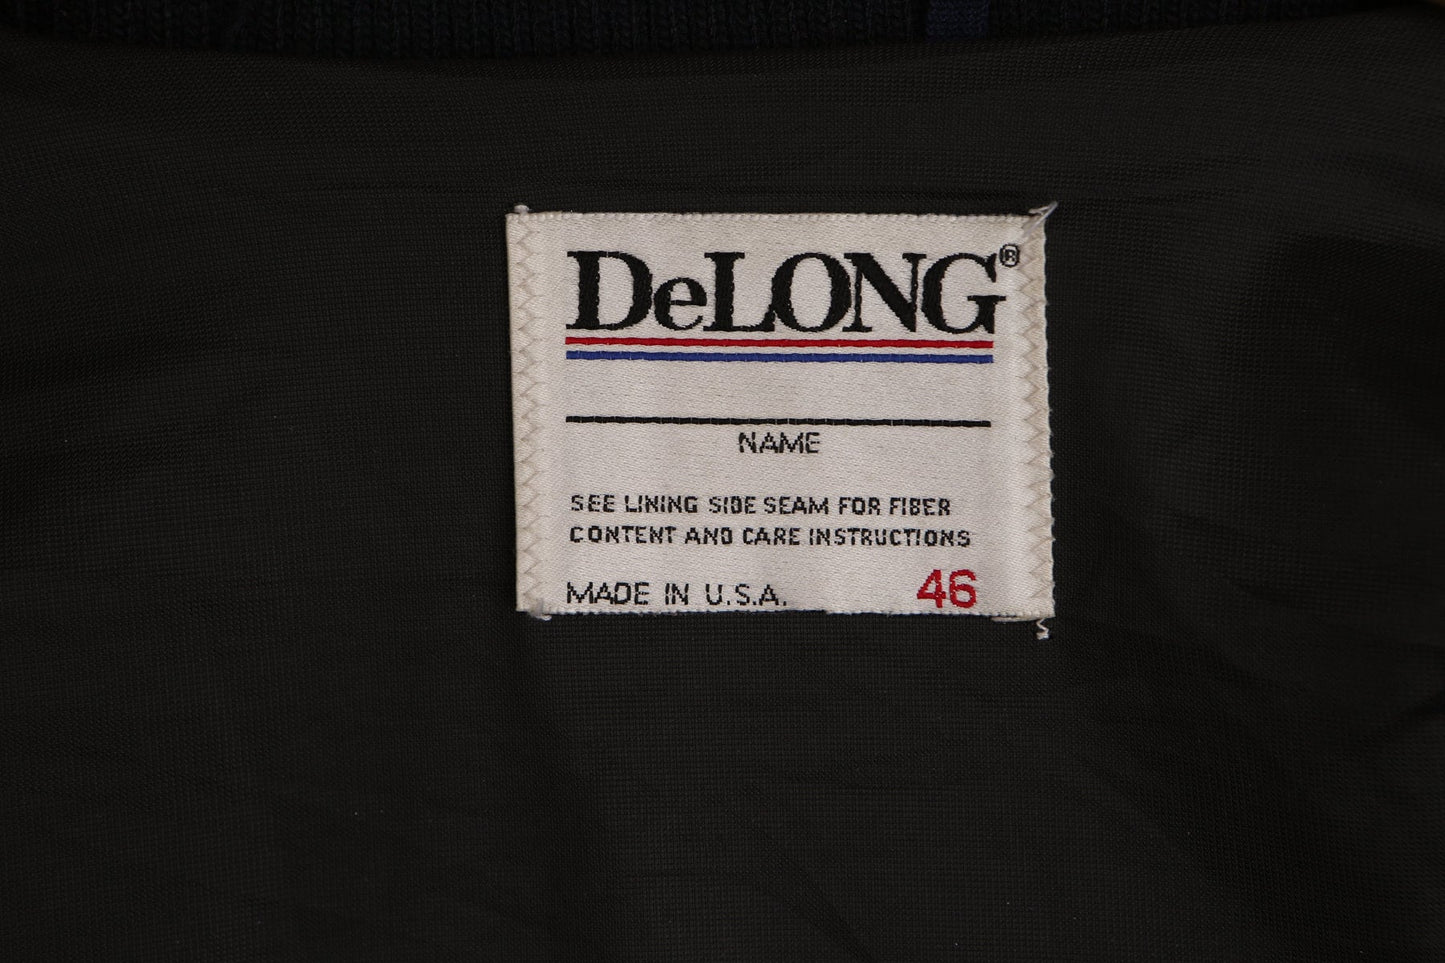 DeLONG®
NAME
SEE LINING SIDE SEAM FOR FIBER
CONTENT AND CARE INSTRUCTIONS
MADE IN U.S.A. 46